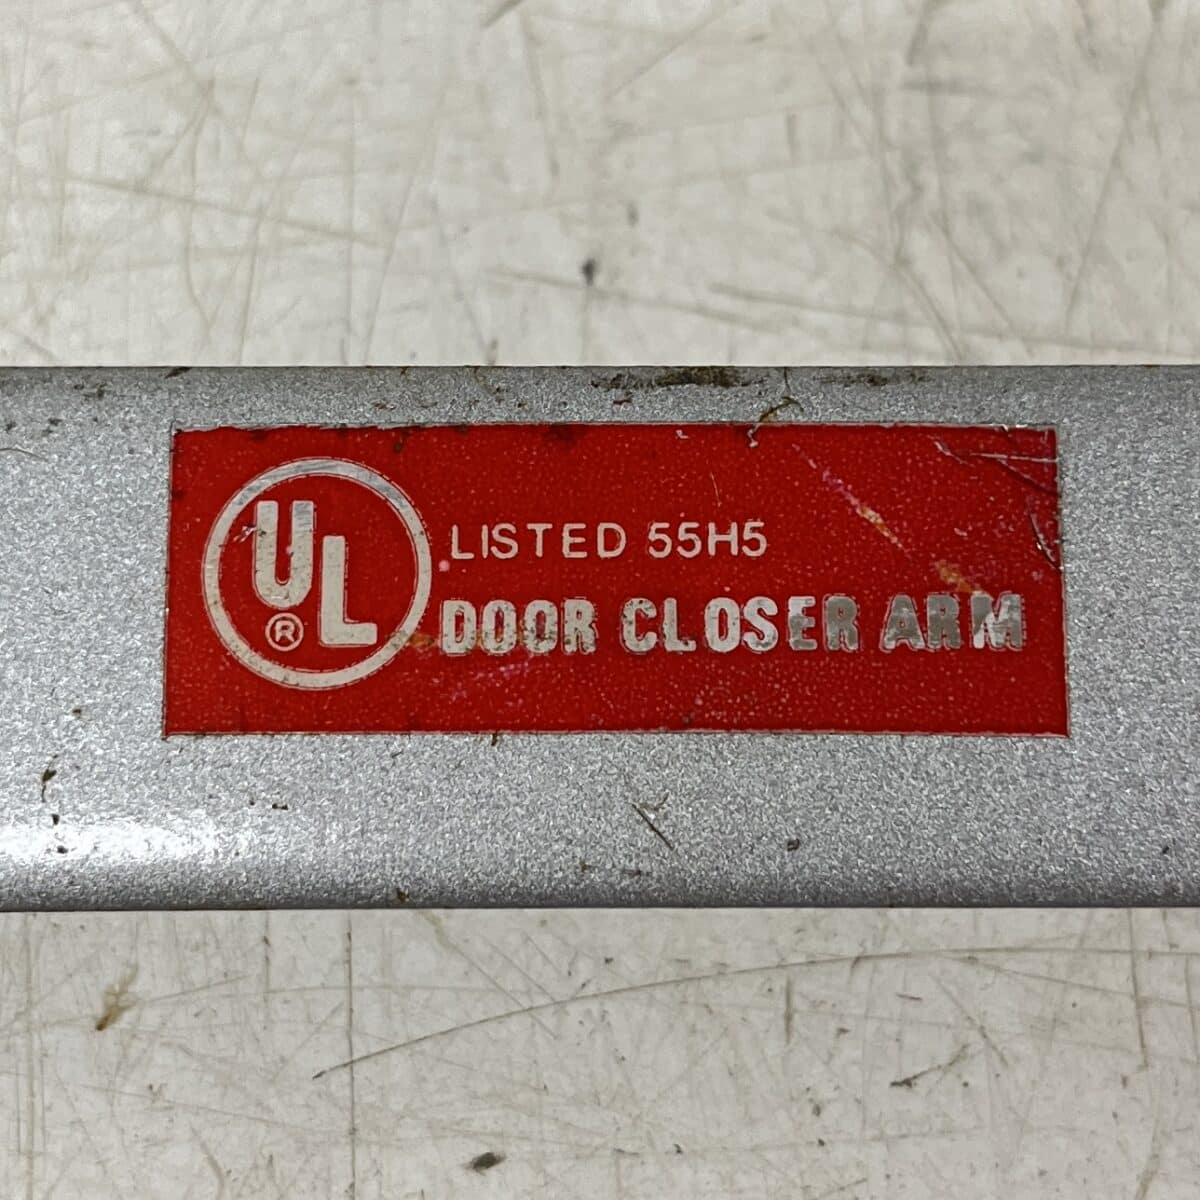 UL
®
LISTED 55H5
DOOR CLOSER ARM